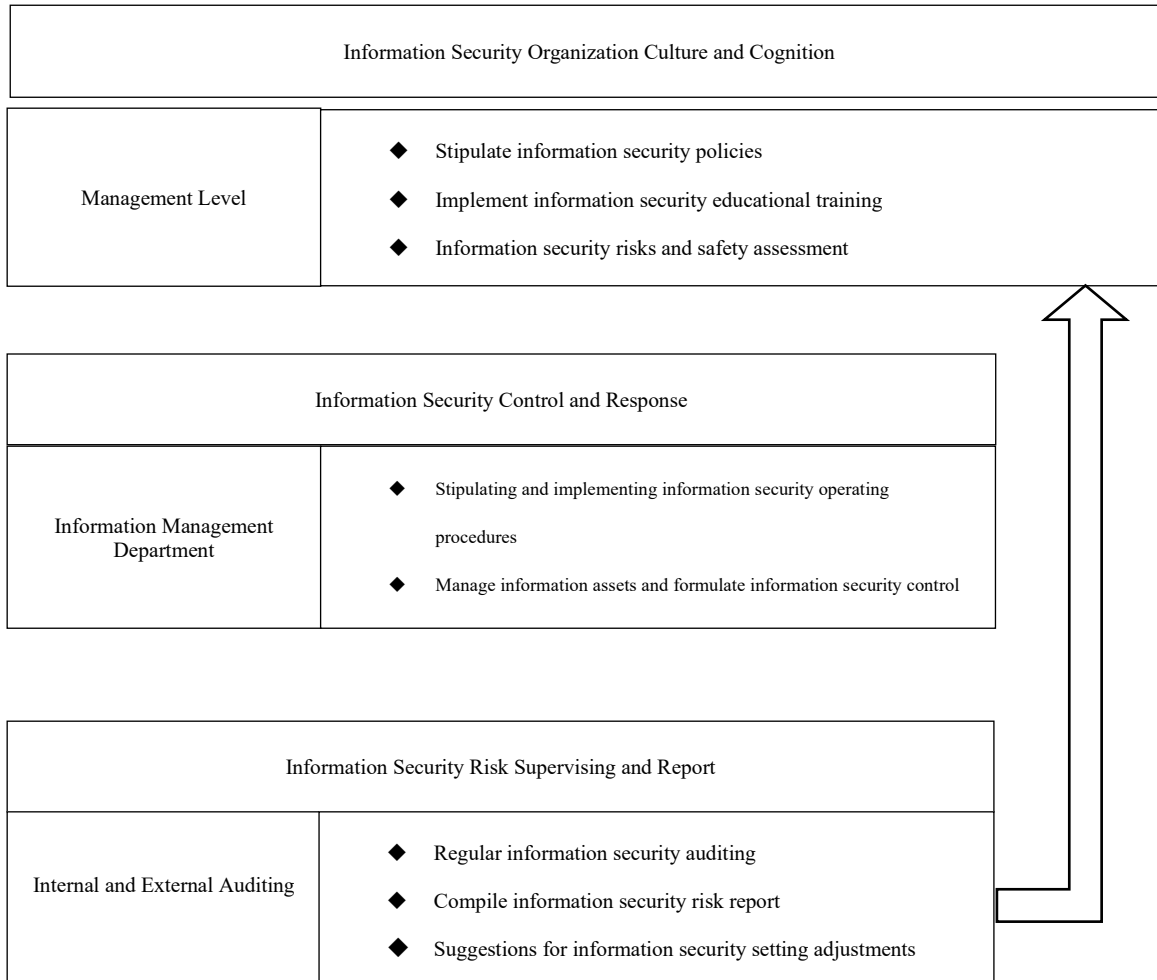 Information Security Organization Culture and Cognition
Management Level
◆ Stipulate information security policies
◆ Implement information security educational training
◆ Information security risks and safety assessment
Information Security Control and Response
Information Management
Department
◆ Stipulating and implementing information security operating
procedures
◆ Manage information assets and formulate information security control
Information Security Risk Supervising and Report
Internal and External Auditing
◆ Regular information security auditing
◆ Compile information security risk report
◆ Suggestions for information security setting adjustments